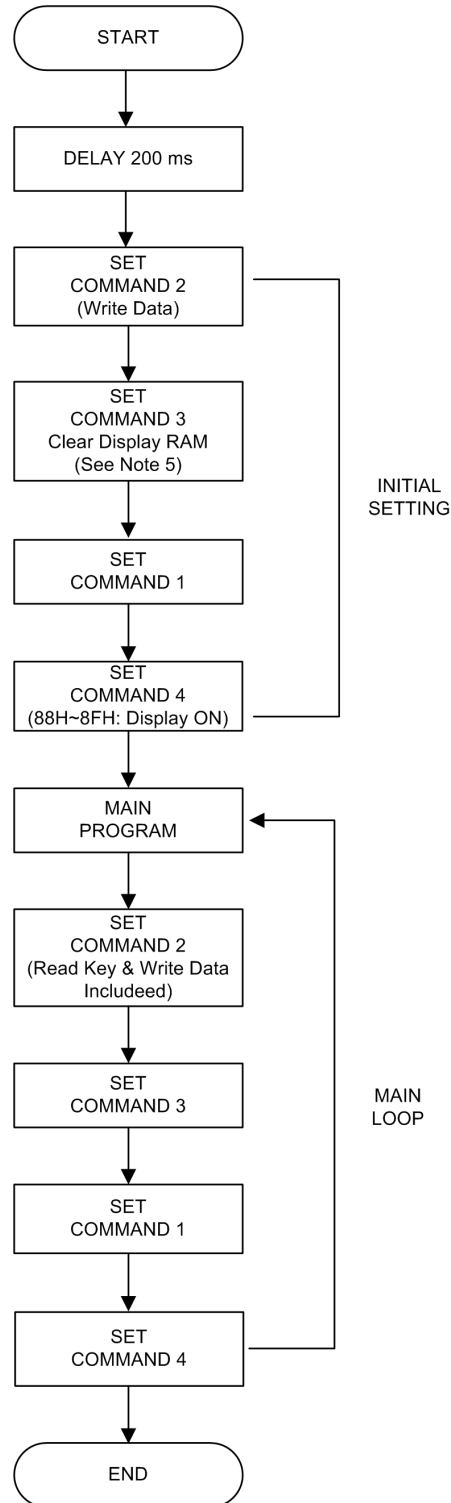 START
DELAY 200 ms
SET
COMMAND 2
(Write Data)
SET
COMMAND 3
Clear Display RAM
(See Note 5)
INITIAL
SETTING
SET
COMMAND 1
SET
COMMAND 4
(88H~8FH: Display ON)
MAIN
PROGRAM
SET
COMMAND 2
(Read Key & Write Data
Includeed)
SET
COMMAND 3
MAIN
LOOP
SET
COMMAND 1
SET
COMMAND 4
END